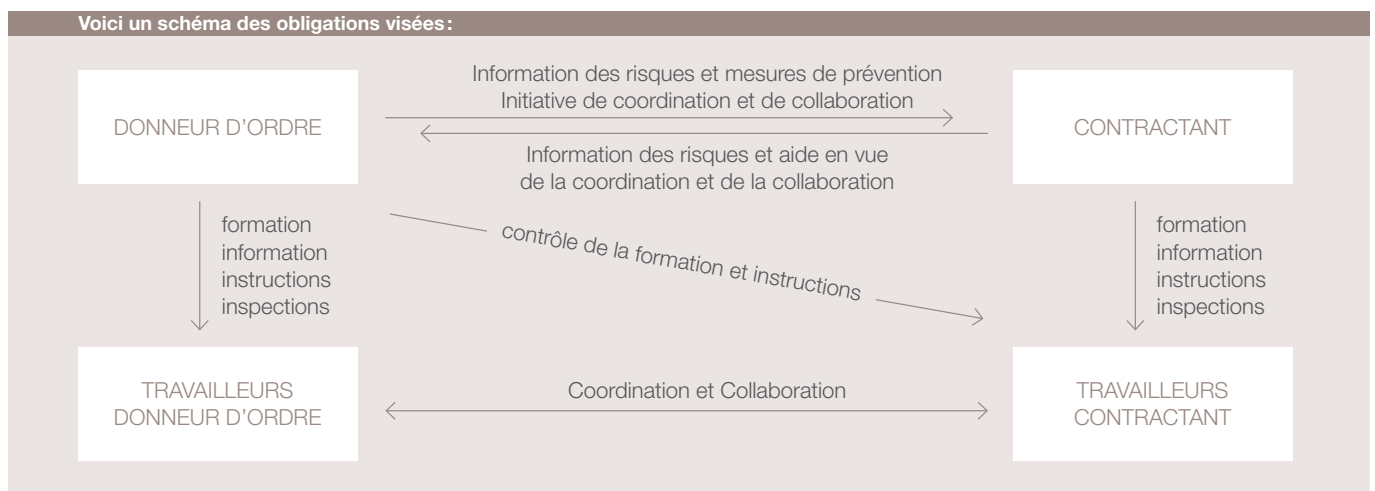 Voici un schéma des obligations visées :
Information des risques et mesures de prévention
Initiative de coordination et de collaboration
DONNEUR D'ORDRE
CONTRACTANT
Information des risques et aide en vue
de la coordination et de la collaboration
formation
information
instructions
inspections
contrôle de la formation et instructions
formation
information
instructions
inspections
TRAVAILLEURS
DONNEUR D'ORDRE
Coordination et Collaboration
TRAVAILLEURS
CONTRACTANT